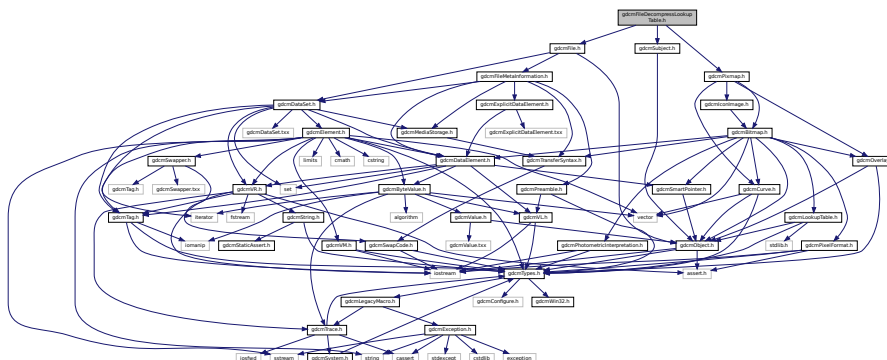 gdcmFileDecompressLookup
Table.h
gdcmFile.h
gdcmSubject.h
gdcmFileMetaInformation.h
gdcmPixmap.h
gdcmDataSet.h
gdcmExplicitDataElement.h
gdcmIconImage.h
gdcmDataSet.txx
gdcmElement.h
gdcmMediaStorage.h
gdcmExplicitDataElement.txx
gdcmBitmap.h
gdcmSwapper.h
limits
cmath
cstring
gdcmDataElement.h
gdcmTransferSyntax.h
gdcmOverlay
gdcmTag.h
gdcmSwapper.txx
gdcmVR.h
set
gdcmByteValue.h
gdcmPreamble.h
gdcmSmartPointer.h
gdcmCurve.h
gdcmTag.h
iterator
fstream
gdcmString.h
algorithm
gdcmValue.h
gdcmVL.h
vector
gdcmLookupTable.h
iomanip
gdcmStaticAssert.h
gdcmVM.h
gdcmSwapCode.h
gdcmValue.txx
gdcmPhotometricInterpretation.h
gdcmObject.h
stdlib.h
gdcmPixelFormat.h
iostream
gdcmTypes.h
assert.h
gdcmLegacyMacro.h
gdcmConfigure.h
gdcmWin32.h
gdcmTrace.h
gdcmException.h
iosfwd
sstream
gdcmSystem.h
string
cassert
stdexcept
cstdlib
exception